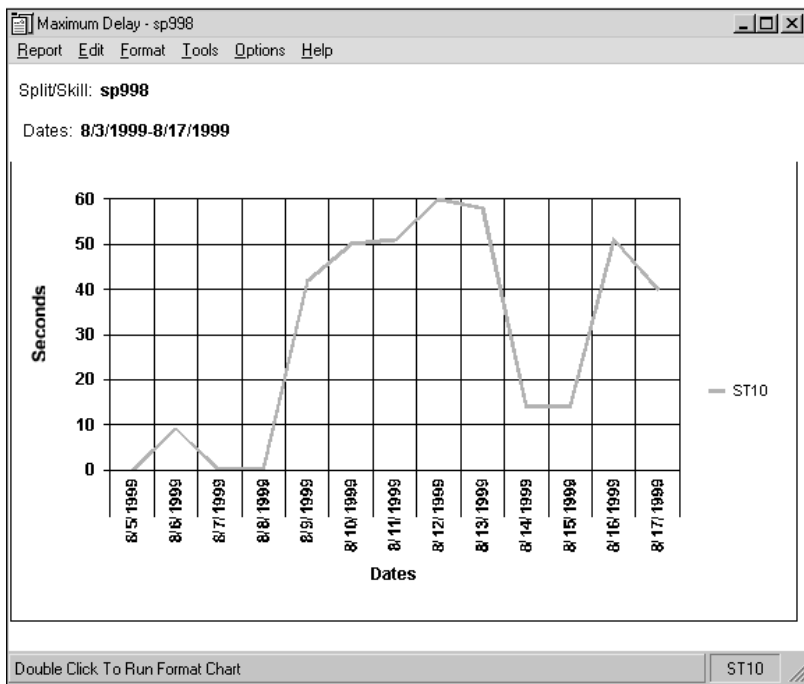 Maximum Delay - sp998
Report Edit Format Tools Options Help
Split/Skill: sp998
Dates: 8/3/1999-8/17/1999
60
50
40
30
20
10
0
Seconds
ST10
8/5/1999
8/6/1999
8/7/1999
8/8/1999
8/9/1999
8/10/1999
8/11/1999
8/12/1999
8/13/1999
8/14/1999
8/15/1999
8/16/1999
8/17/1999
Dates
Double Click To Run Format Chart
ST10